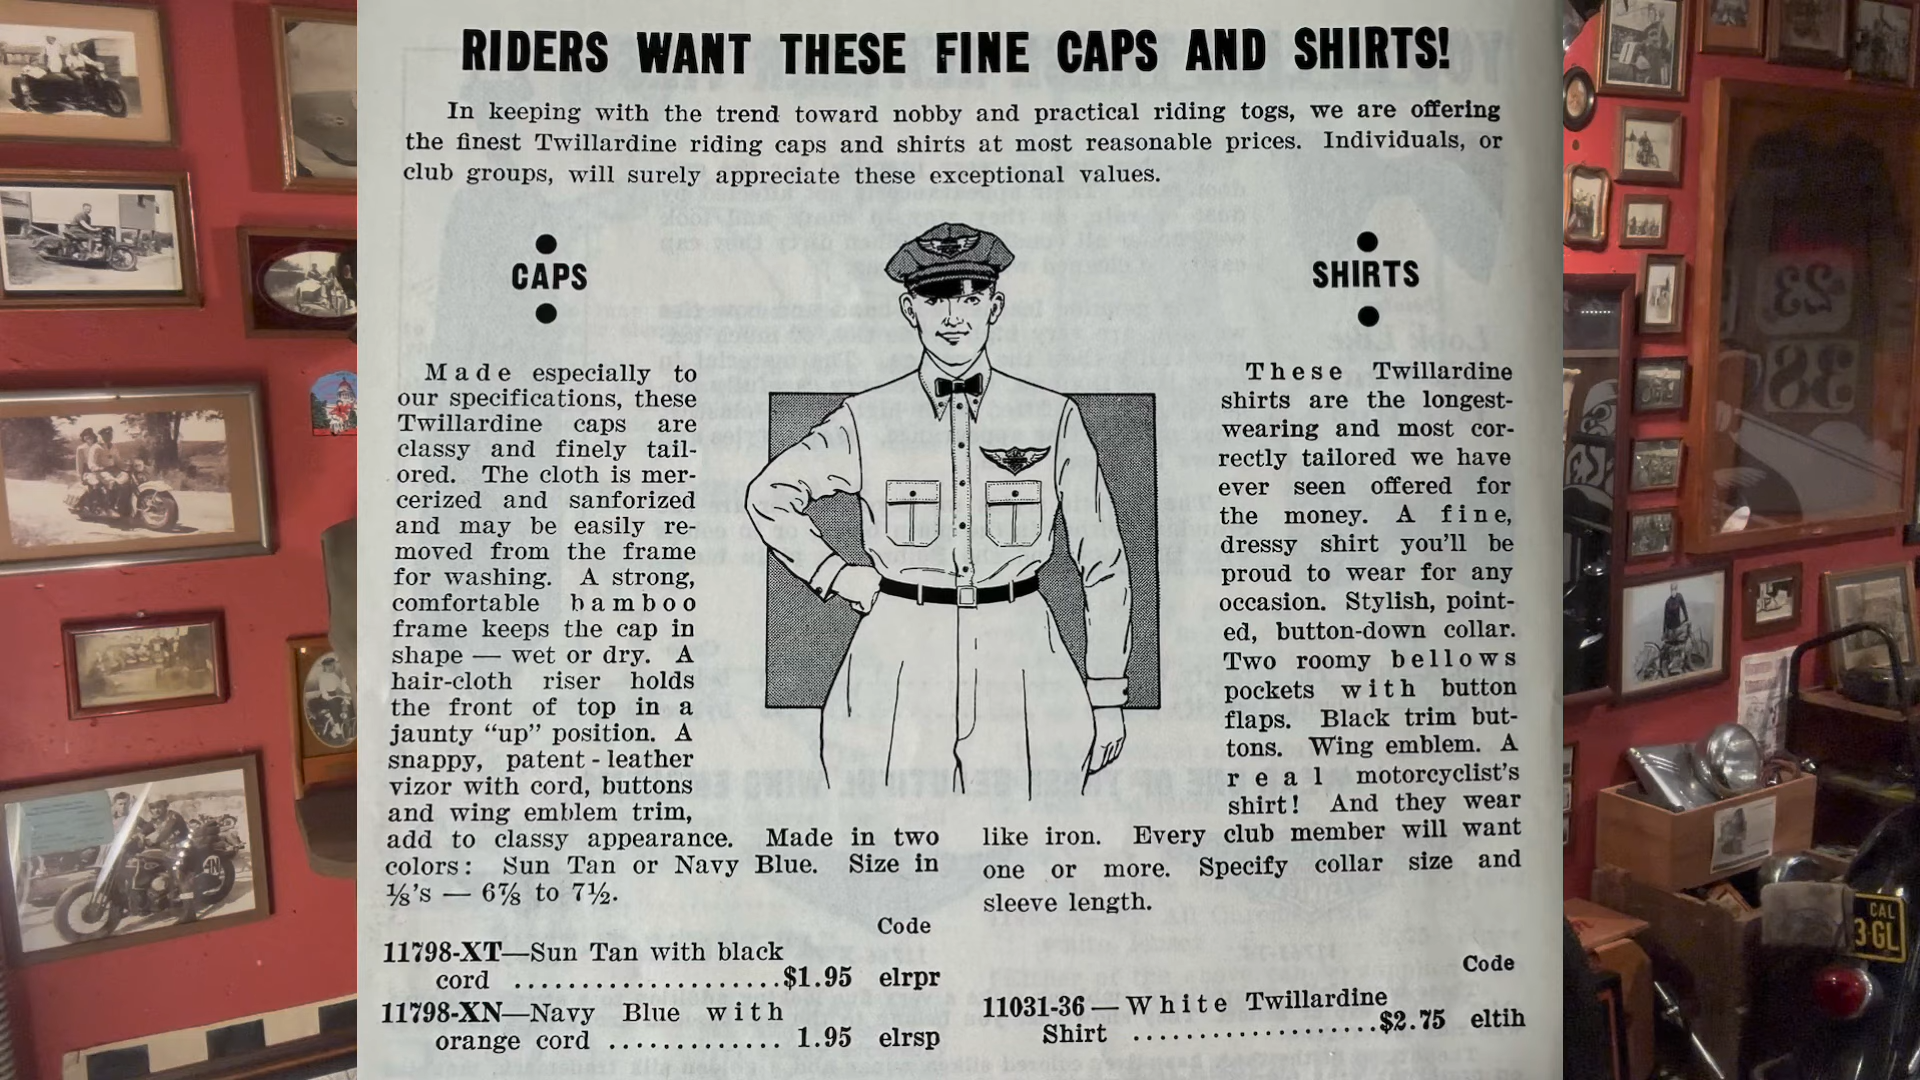 RIDERS WANT THESE FINE CAPS AND SHIRTS!
In keeping with the trend toward nobby and practical riding togs, we are offering
the finest Twillardine riding caps and shirts at most reasonable prices. Individuals, or
club groups, will surely appreciate these exceptional values.
CAPS
Made especially to
our specifications, these
Twillardine caps are
classy and finely tail-
ored. The cloth is mer-
cerized and sanforized
and may be easily re-
moved from the frame
for washing. A strong,
comfortable bamboo
frame keeps the cap in
shape — wet or dry. A
hair-cloth riser holds
the front of top in a
jaunty “up” position. A
snappy, patent-leather
vizor with cord, buttons
and wing emblem trim,
add to classy appearance. Made in two
colors: Sun Tan or Navy Blue. Size in
⅛'s — 6⅞ to 7½.
Code
11798-XT—Sun Tan with black
cord ..................... $1.95 elrpr
11798-XN—Navy Blue with
orange cord ............. 1.95 elrsp
SHIRTS
These Twillardine
shirts are the longest-
wearing and most cor-
rectly tailored we have
ever seen offered for
the money. A fine,
dressy shirt you'll be
proud to wear for any
occasion. Stylish, point-
ed, button-down collar.
Two roomy bellows
pockets with button
flaps. Black trim but-
tons. Wing emblem. A
real motorcyclist's
shirt! And they wear
like iron. Every club member will want
one or more. Specify collar size and
sleeve length.
Code
11031-36 — White Twillardine
Shirt ................... $2.75 eltih
23
38
CAL
3 GL